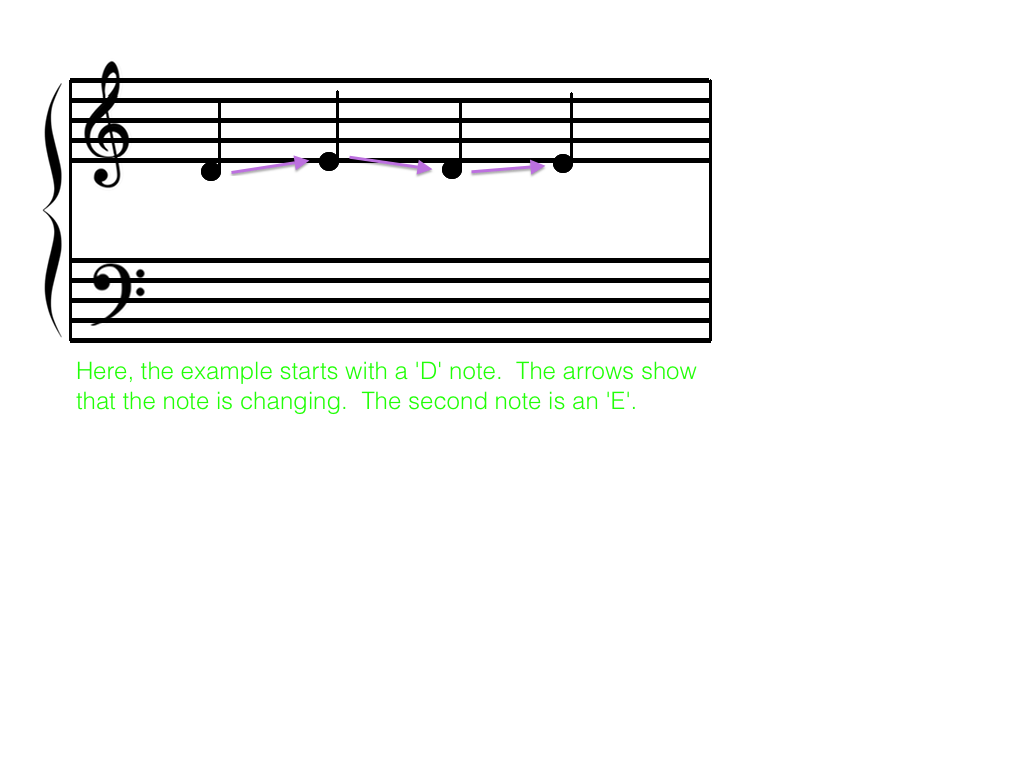 Here, the example starts with a 'D' note.  The arrows show
that the note is changing.  The second note is an 'E'.